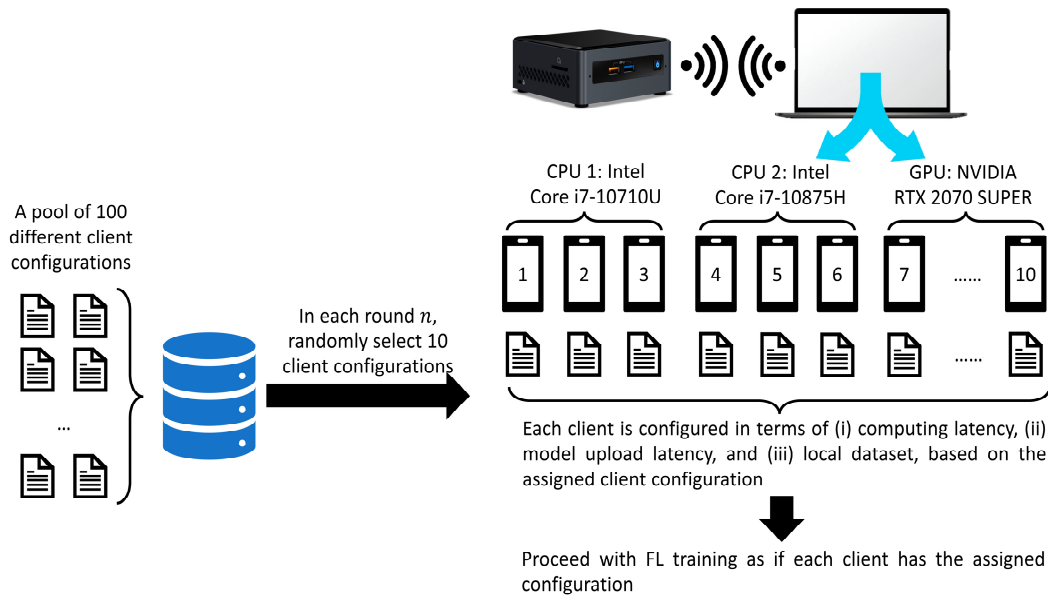 CPU 1: Intel
Core i7-10710U
CPU 2: Intel
Core i7-10875H
GPU: NVIDIA
RTX 2070 SUPER
A pool of 100
different client
configurations
...
In each round n,
randomly select 10
client configurations
1
2
3
4
5
6
7
......
10
......
Each client is configured in terms of (i) computing latency, (ii)
model upload latency, and (iii) local dataset, based on the
assigned client configuration
Proceed with FL training as if each client has the assigned
configuration